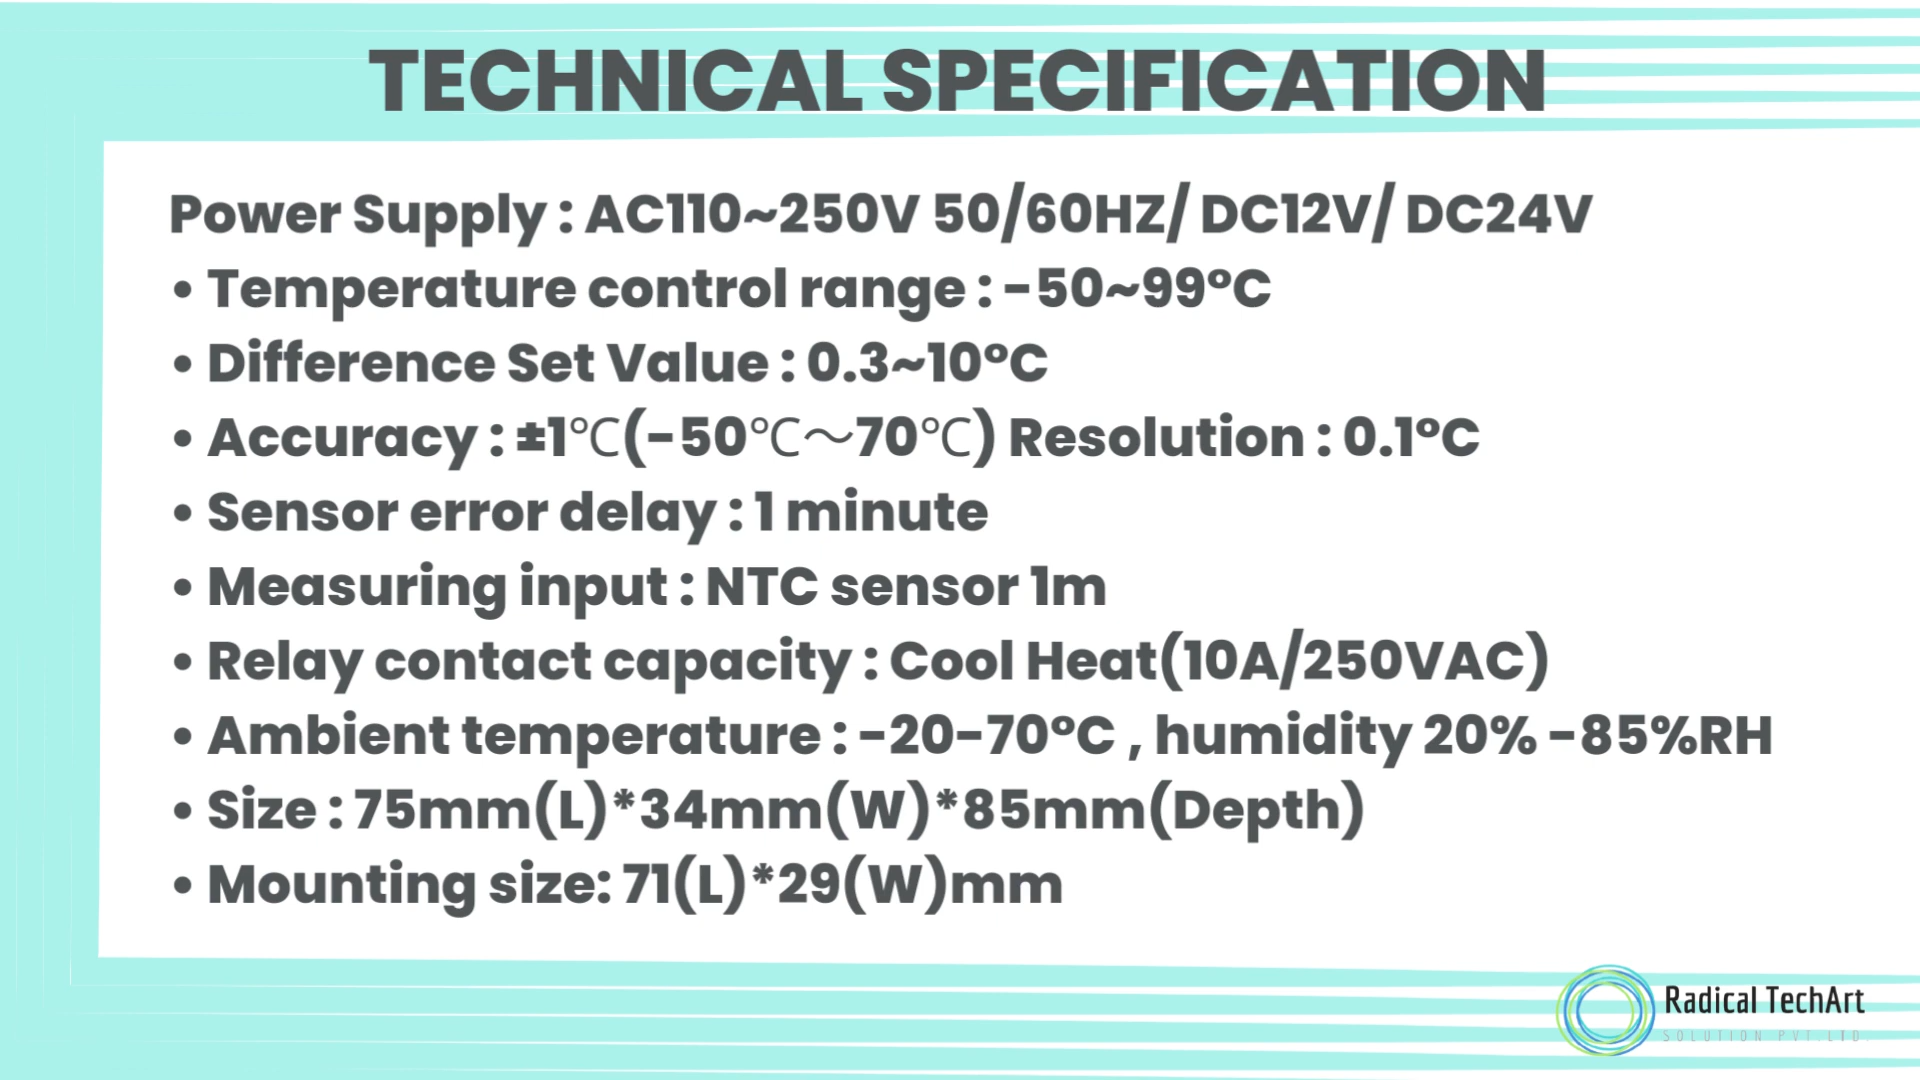 TECHNICAL SPECIFICATION
Power Supply : AC110~250V 50/60HZ/ DC12V/ DC24V
• Temperature control range : -50~99°C
• Difference Set Value : 0.3~10°C
• Accuracy : ±1℃(-50℃～70℃) Resolution : 0.1°C
• Sensor error delay : 1 minute
• Measuring input : NTC sensor 1m
• Relay contact capacity : Cool Heat(10A/250VAC)
• Ambient temperature : -20-70°C , humidity 20% -85%RH
• Size : 75mm(L)*34mm(W)*85mm(Depth)
• Mounting size: 71(L)*29(W)mm
Radical TechArt
SOLUTION PVT. LTD.